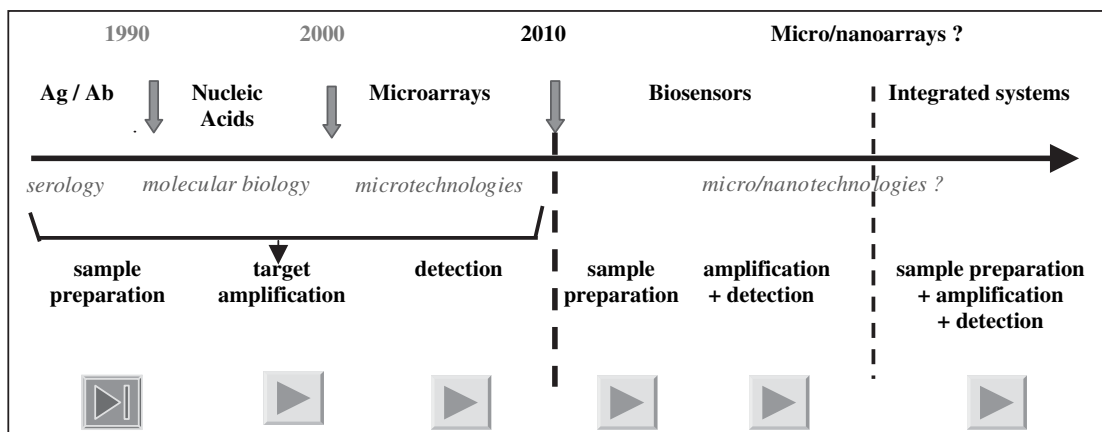 1990 2000 2010 Micro/nanoarrays ?
Ag / Ab Nucleic Microarrays Biosensors Integrated systems
Acids
serology molecular biology microtechnologies micro/nanotechnologies ?
sample target detection sample amplification sample preparation
preparation amplification preparation + detection + amplification
+ detection